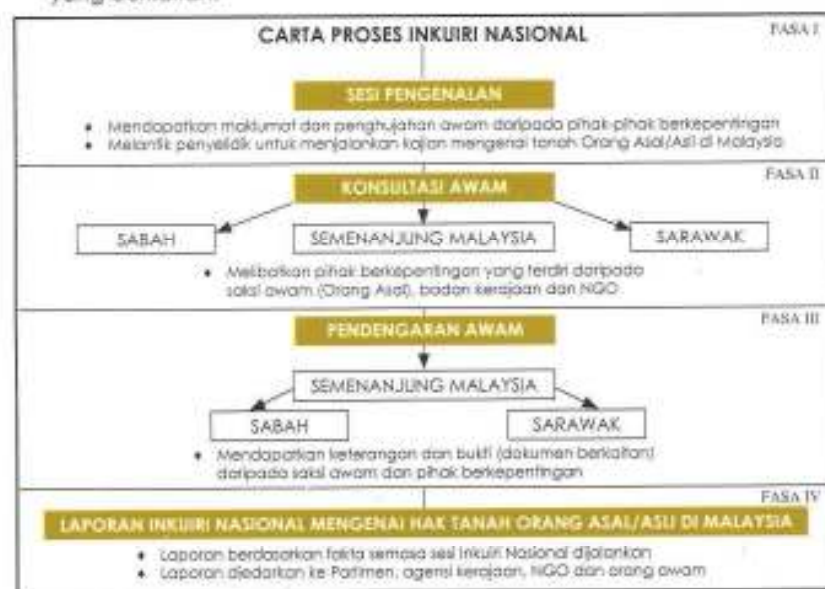 CARTA PROSES INKUIRI NASIONAL
FASA I
SESI PENGENALAN
• Mendapatkan maklumat dan penghujahan awam daripada pihak-pihak berkepentingan
• Melantik penyelidik untuk menjalankan kajian mengenai tanah Orang Asal/Asli di Malaysia
FASA II
KONSULTASI AWAM
SABAH
SEMENANJUNG MALAYSIA
SARAWAK
• Melibatkan pihak berkepentingan yang terdiri daripada
saksi awam (Orang Asal), badan kerajaan dan NGO
FASA III
PENDENGARAN AWAM
SEMENANJUNG MALAYSIA
SABAH
SARAWAK
• Mendapatkan keterangan dan bukti (dokumen berkaitan)
daripada saksi awam dan pihak berkepentingan
FASA IV
LAPORAN INKUIRI NASIONAL MENGENAI HAK TANAH ORANG ASAL/ASLI DI MALAYSIA
• Laporan berdasarkan fakta semasa sesi Inkuiri Nasional dijalankan
• Laporan diedarkan ke Parlimen, agensi kerajaan, NGO dan orang awam